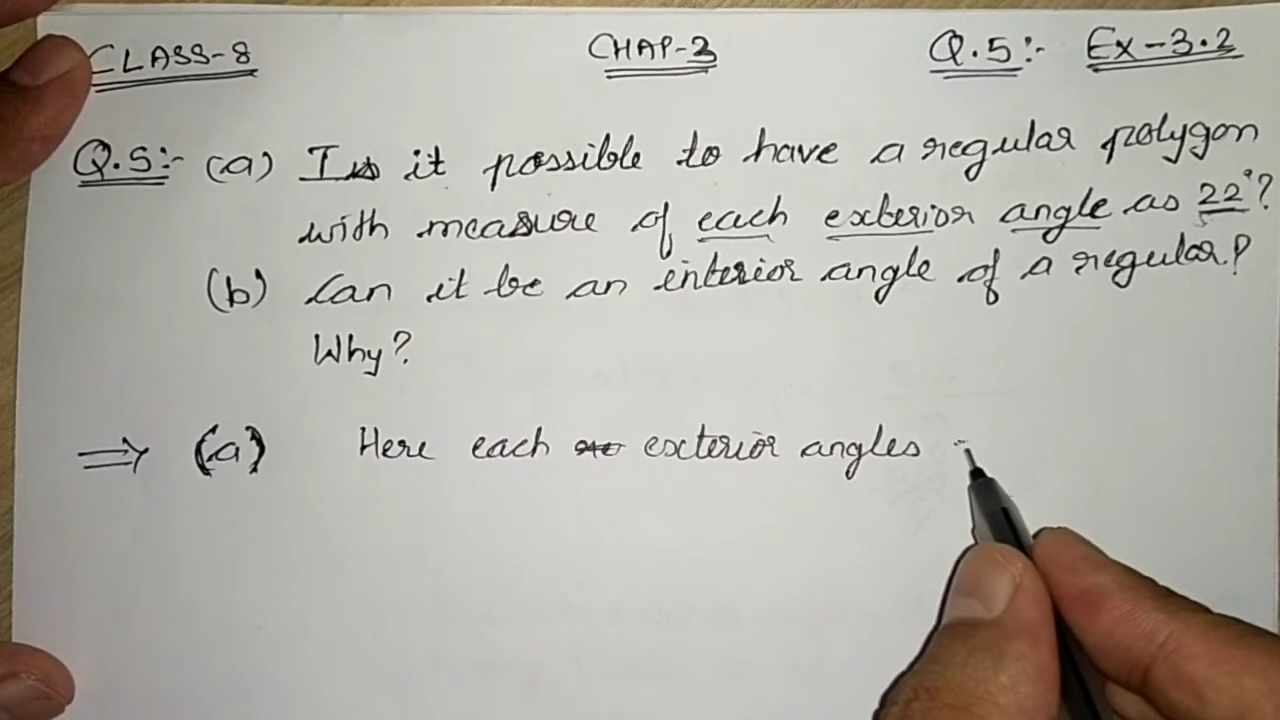 CLASS-8 CHAP-3 Q.5:- Ex-3.2
Q.5:- (a) Is it possible to have a regular polygon
with measure of each exterior angle as 22°?
(b) Can it be an interior angle of a regular?
Why?
⇒ (a) Here each exterior angles